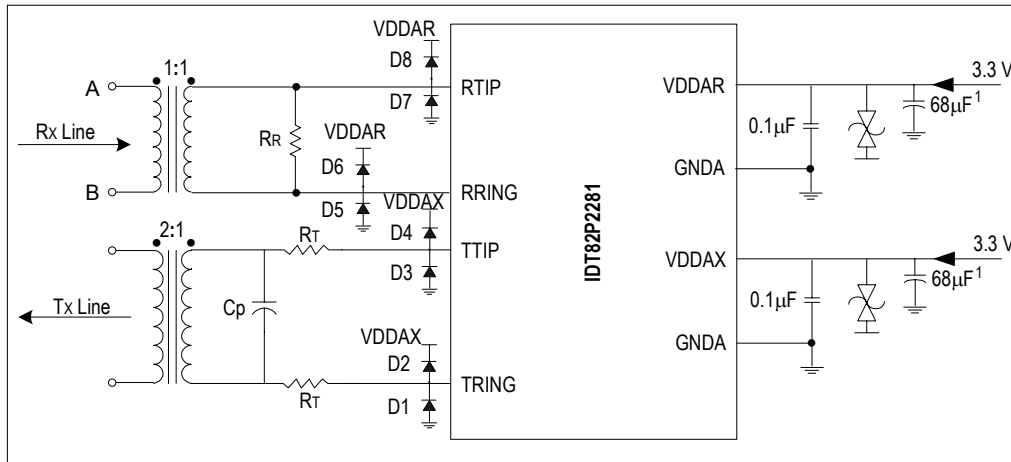 VDDAR
D8
1:1
A
RTIP
VDDAR
3.3 V
D7
68μF1
Rx Line
RR
VDDAR
0.1μF
D6
GNDA
B
RRING
D5
VDDAX
IDT82P2281
2:1
D4
RT
TTIP
VDDAX
3.3 V
D3
68μF1
Tx Line
Cp
0.1μF
VDDAX
GNDA
D2
TRING
RT
D1